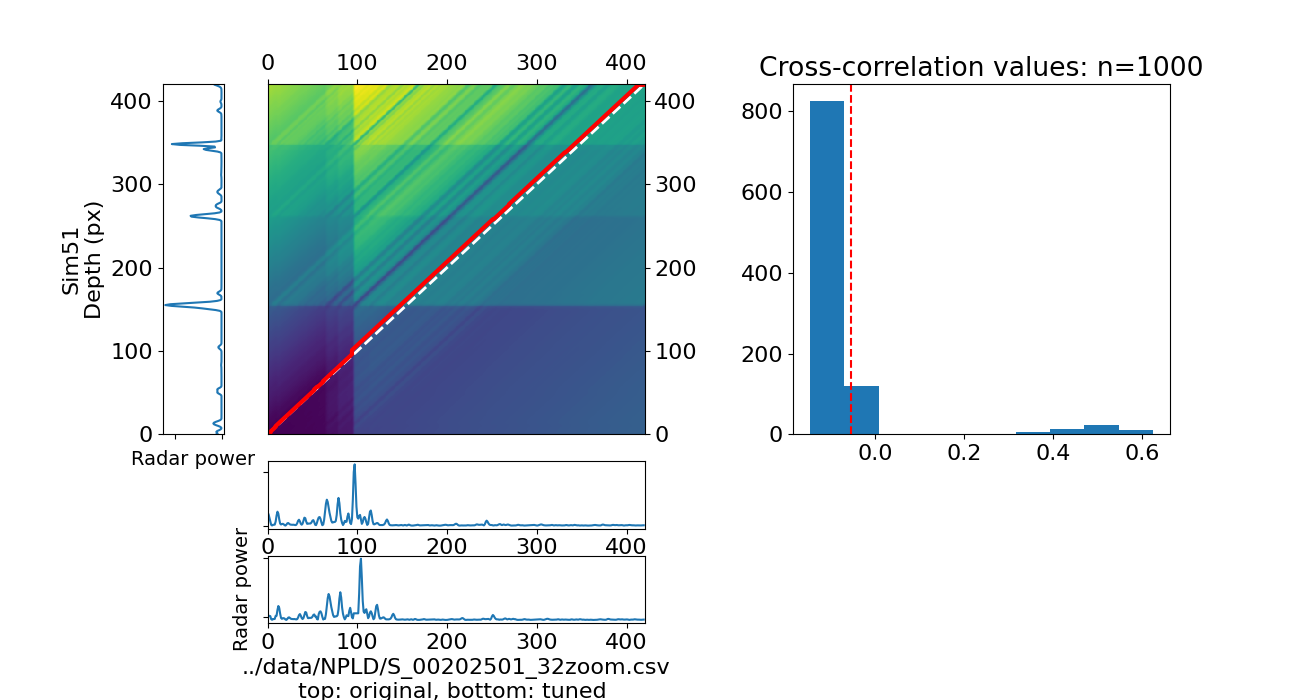 Cross-correlation values: n=1000
0 100 200 300 400
400
300
200
100
0
Sim51
Depth (px)
Radar power
400
300
200
100
0
800
600
400
200
0
0.0 0.2 0.4 0.6
0 100 200 300 400
Radar power
0 100 200 300 400
../data/NPLD/S_00202501_32zoom.csv
top: original, bottom: tuned